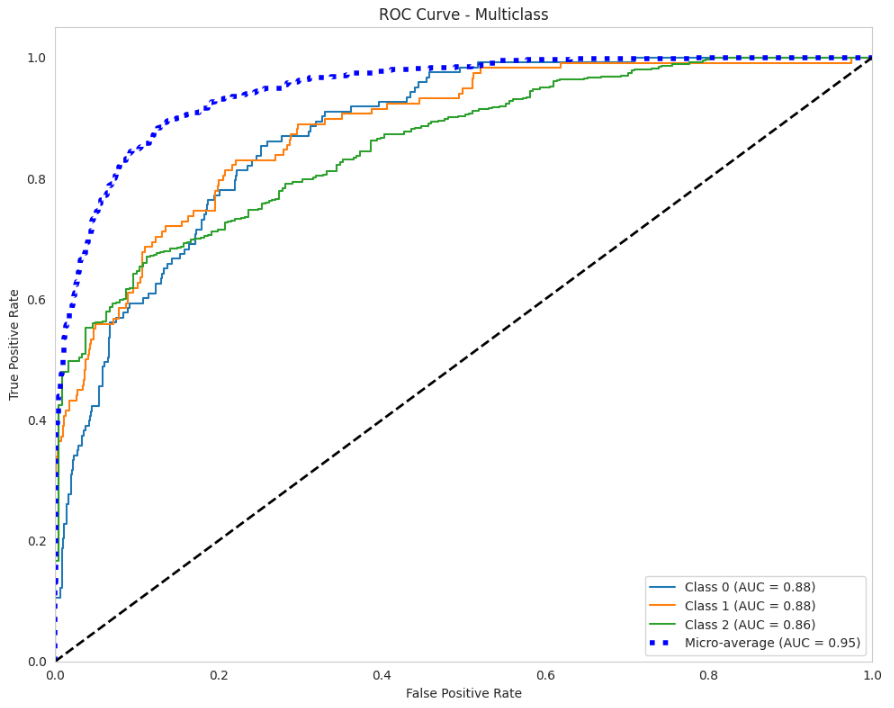 ROC Curve - Multiclass
True Positive Rate
1.0
0.8
0.6
0.4
0.2
0.0
Class 0 (AUC = 0.88)
Class 1 (AUC = 0.88)
Class 2 (AUC = 0.86)
Micro-average (AUC = 0.95)
0.0 0.2 0.4 0.6 0.8 1.0
False Positive Rate